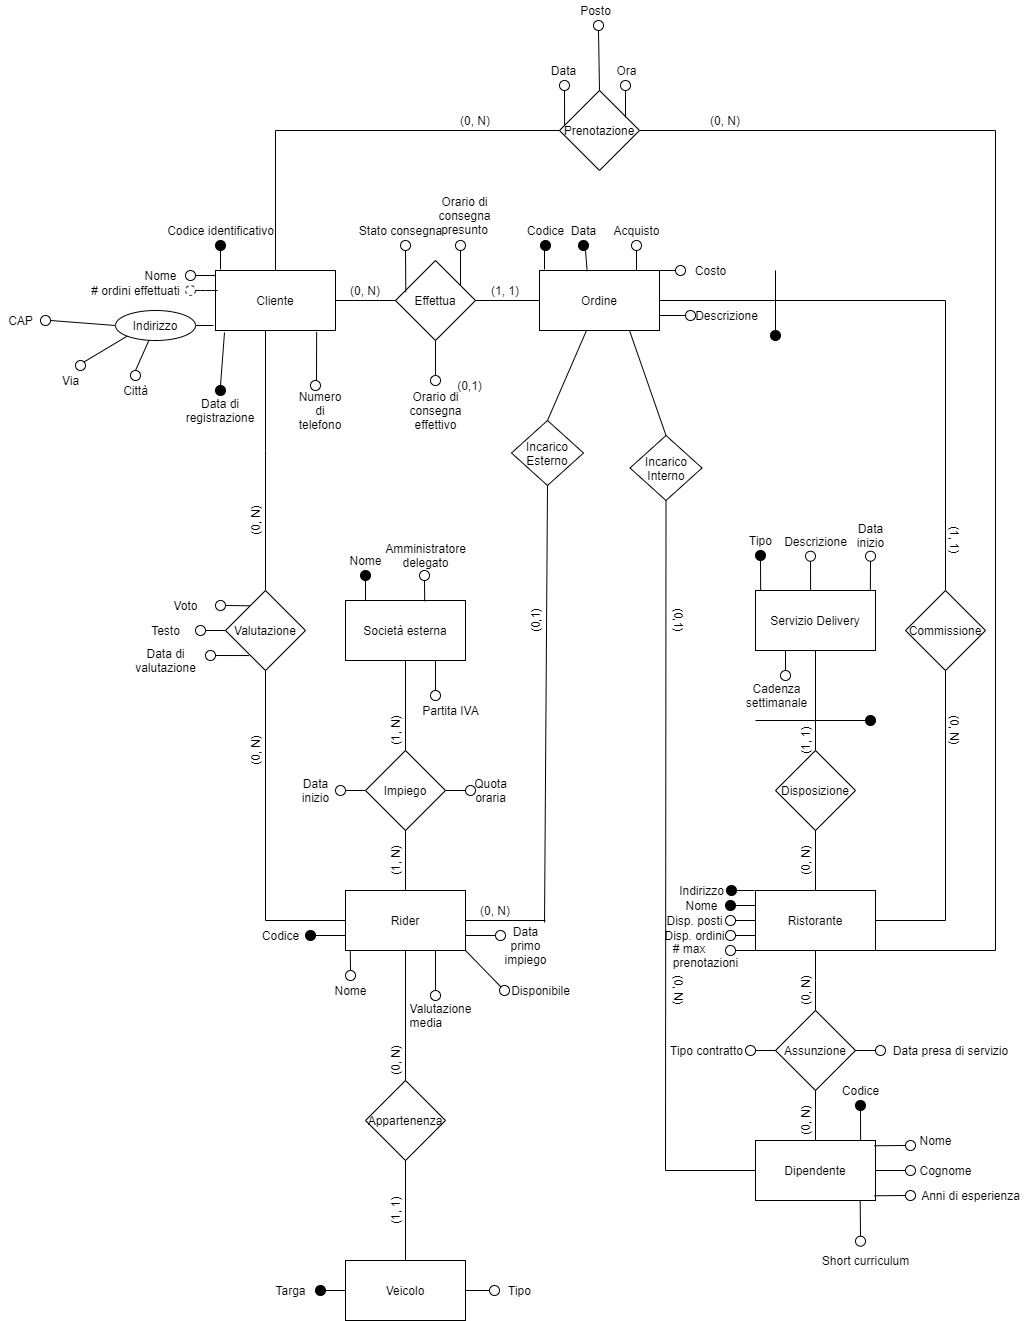 Posto
Data
Ora
Prenotazione
(0, N)
(0, N)
Codice identificativo
Stato consegna
Orario di
consegna
presunto
Codice
Data
Acquisto
Nome
# ordini effettuati
Cliente
(0, N)
Effettua
(1, 1)
Ordine
Costo
Descrizione
CAP
Indirizzo
Via
Città
Data di
registrazione
Numero
di
telefono
Orario di
consegna
effettivo
(0,1)
Incarico
Esterno
Incarico
Interno
(0, N)
Amministratore
delegato
Nome
Tipo
Descrizione
Data
inizio
(1, 1)
Voto
Testo
Data di
valutazione
Valutazione
Società esterna
(0,1)
(0,1)
Servizio Delivery
Commissione
Cadenza
settimanale
Partita IVA
(0, N)
(1, N)
(1, 1)
(0, N)
Data
inizio
Impiego
Quota
oraria
Disposizione
(1, N)
(0, N)
Indirizzo
Nome
Disp. posti
Disp. ordini
# max
prenotazioni
Ristorante
Codice
Rider
(0, N)
Data
primo
impiego
Nome
Valutazione
media
Disponibile
(0, N)
(0, N)
(0, N)
Tipo contratto
Assunzione
Data presa di servizio
Appartenenza
(0, N)
Codice
Dipendente
Nome
Cognome
Anni di esperienza
Short curriculum
(1, 1)
Targa
Veicolo
Tipo